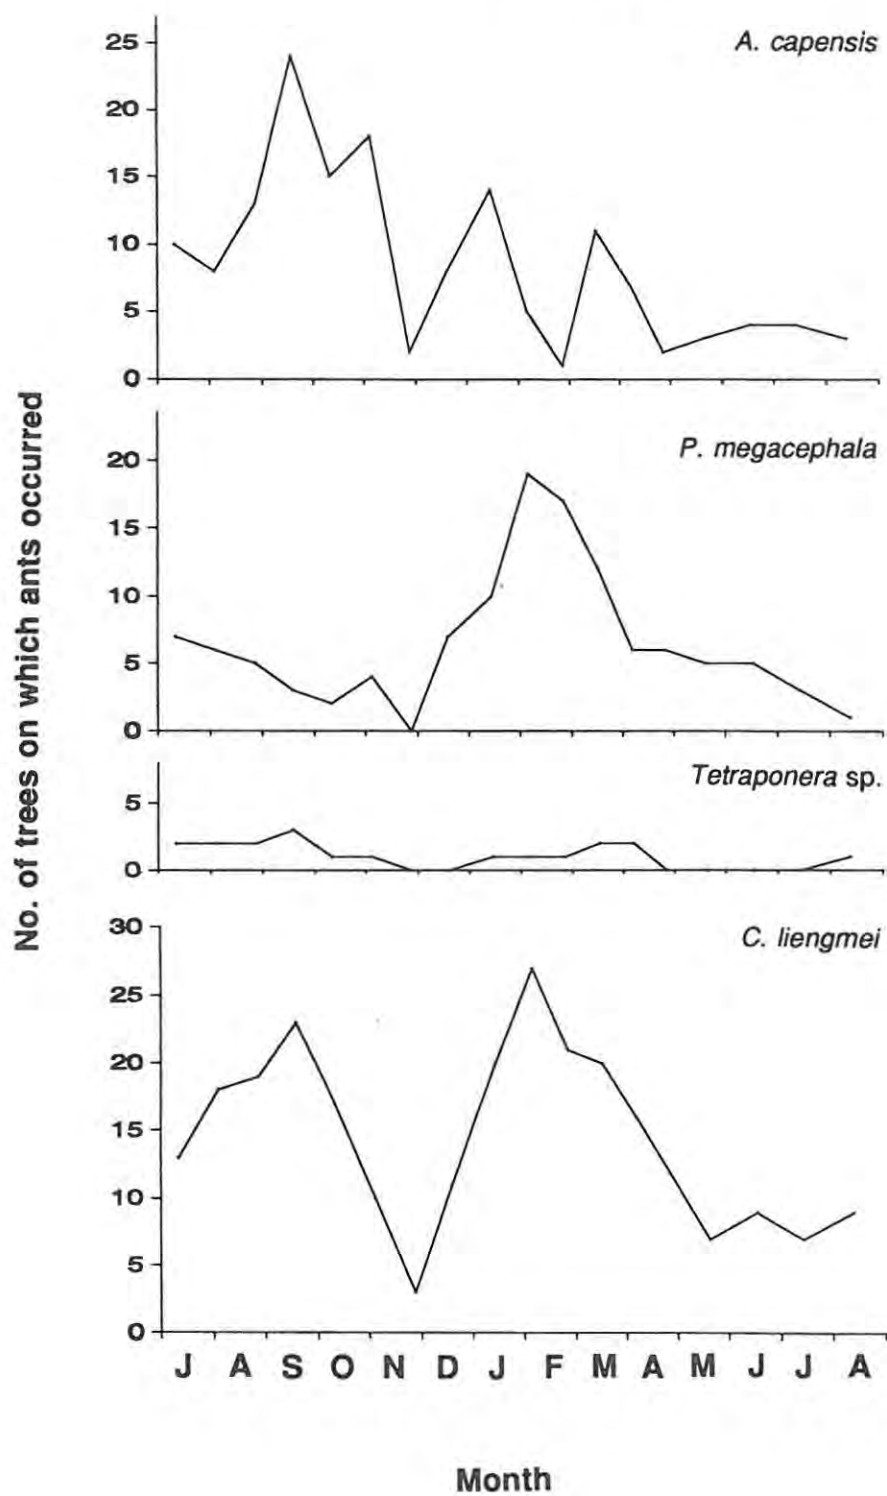 A. capensis
25
20
15
10
5
0
P. megacephala
20
15
10
5
0
Tetraponera sp.
5
0
C. liengmei
30
25
20
15
10
5
0
No. of trees on which ants occurred
J A S O N D J F M A M J J A
Month